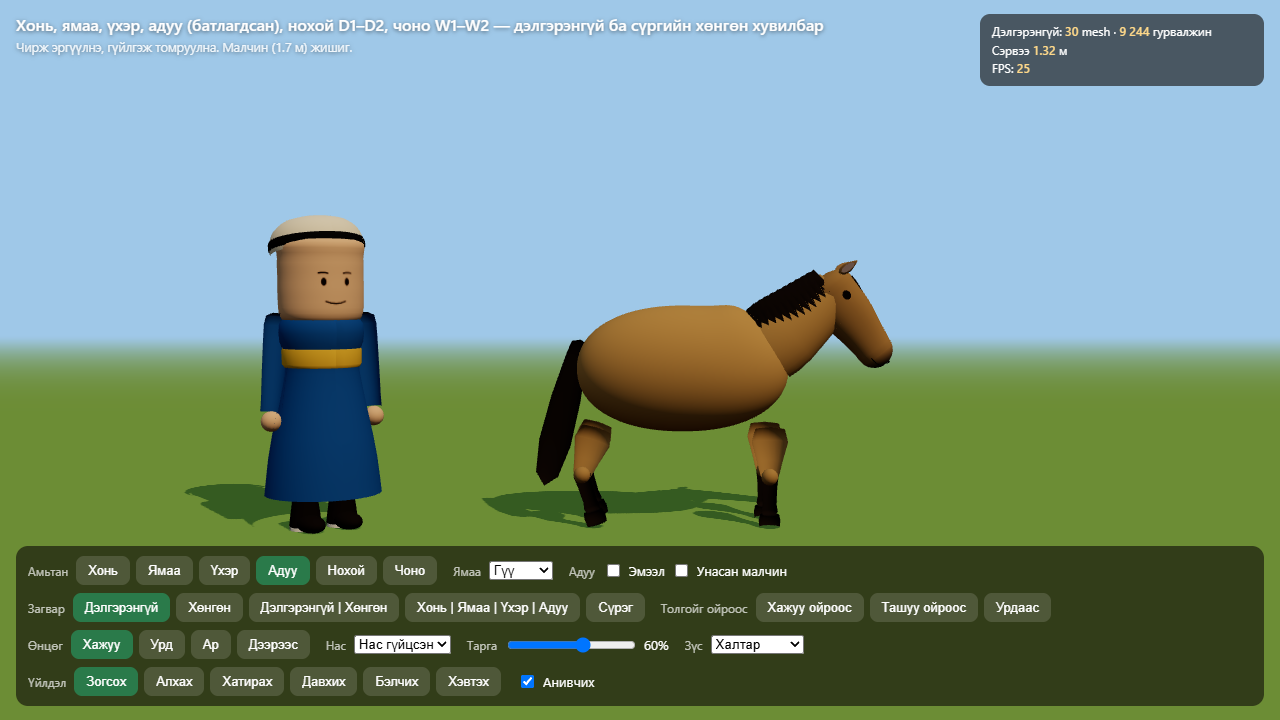 Хонь, ямаа, үхэр, адуу (батлагдсан), нохой D1–D2, чоно W1–W2 — дэлгэрэнгүй ба сүргийн хөнгөн хувилбар
Чирж эргүүлнэ, гүйлгэж томруулна. Малчин (1.7 м) жишиг.
Дэлгэрэнгүй: 30 mesh · 9 244 гурвалжин
Сэрвээ 1.32 м
FPS: 25
Амьтан Хонь Ямаа Үхэр Адуу Нохой Чоно Ямаа Гүү Адуу Эмээл Унасан малчин
Загвар Дэлгэрэнгүй Хөнгөн Дэлгэрэнгүй | Хөнгөн Хонь | Ямаа | Үхэр | Адуу Сүрэг Толгойг ойроос Хажуу ойроос Ташуу ойроос Урдаас
Өнцөг Хажуу Урд Ар Дээрээс Нас Нас гүйцсэн Тарга 60% Зүс Халтар
Үйлдэл Зогсох Алхах Хатирах Давхих Бэлчих Хэвтэх Анивчих